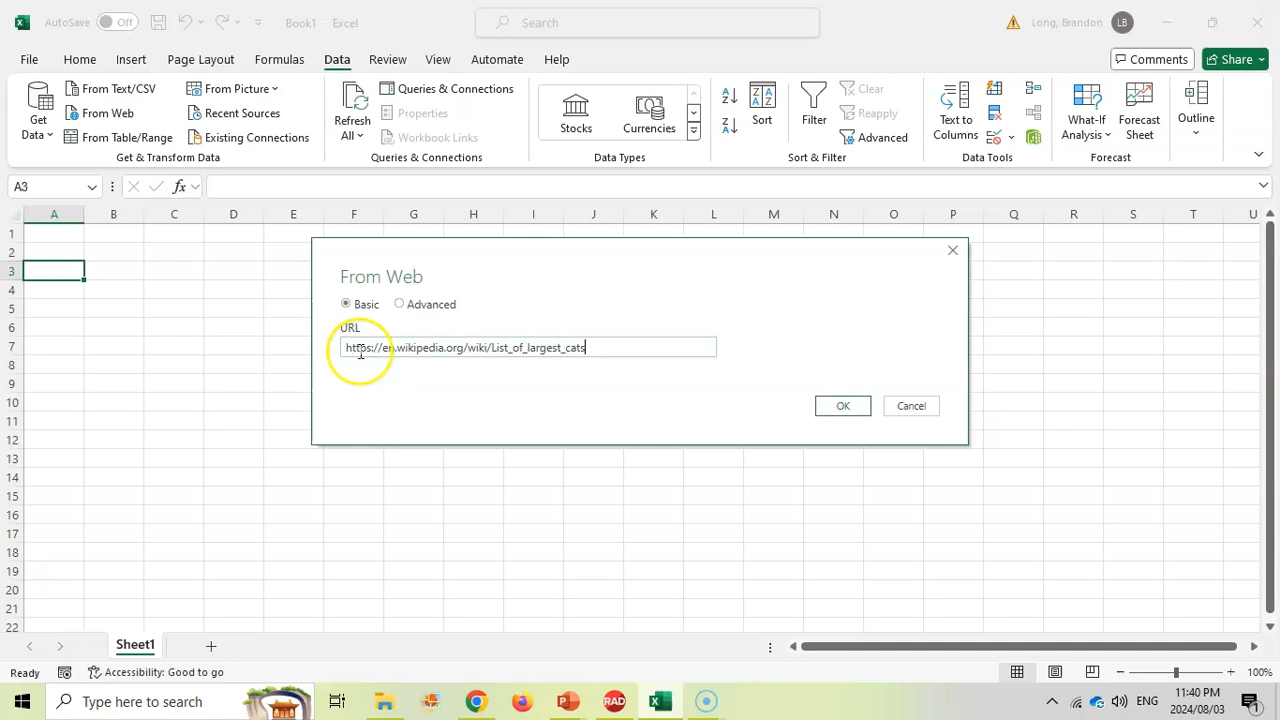 AutoSave Off Book1 - Excel Search Long, Brandon LB
File Home Insert Page Layout Formulas Data Review View Automate Help Comments Share
Get Data From Text/CSV From Picture Refresh All Queries & Connections Stocks Currencies Sort Filter Clear Text to Columns What-If Analysis Forecast Sheet Outline
From Web Recent Sources Properties Reapply
From Table/Range Existing Connections Workbook Links Advanced
Get & Transform Data Queries & Connections Data Types Sort & Filter Data Tools Forecast
A3 fx
A B C D E F G H I J K L M N O P Q R S T U
1
2
3
4
5
6
7
8
9
10
11
12
13
14
15
16
17
18
19
20
21
22
From Web
Basic Advanced
URL
https://en.wikipedia.org/wiki/List_of_largest_cats
OK Cancel
Sheet1
Ready Accessibility: Good to go 100%
Type here to search RAD ENG 11:40 PM
2024/08/03 1